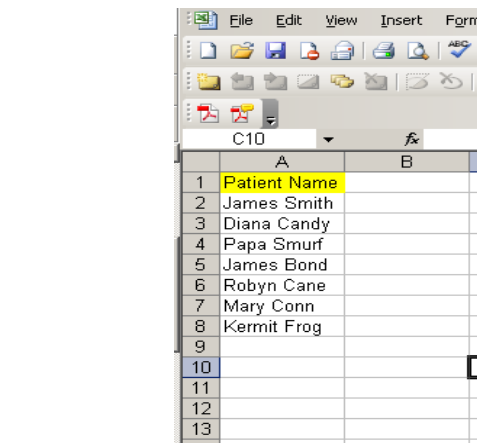 File Edit View Insert Form
ABC
C10 fx
A B
1 Patient Name
2 James Smith
3 Diana Candy
4 Papa Smurf
5 James Bond
6 Robyn Cane
7 Mary Conn
8 Kermit Frog
9
10
11
12
13